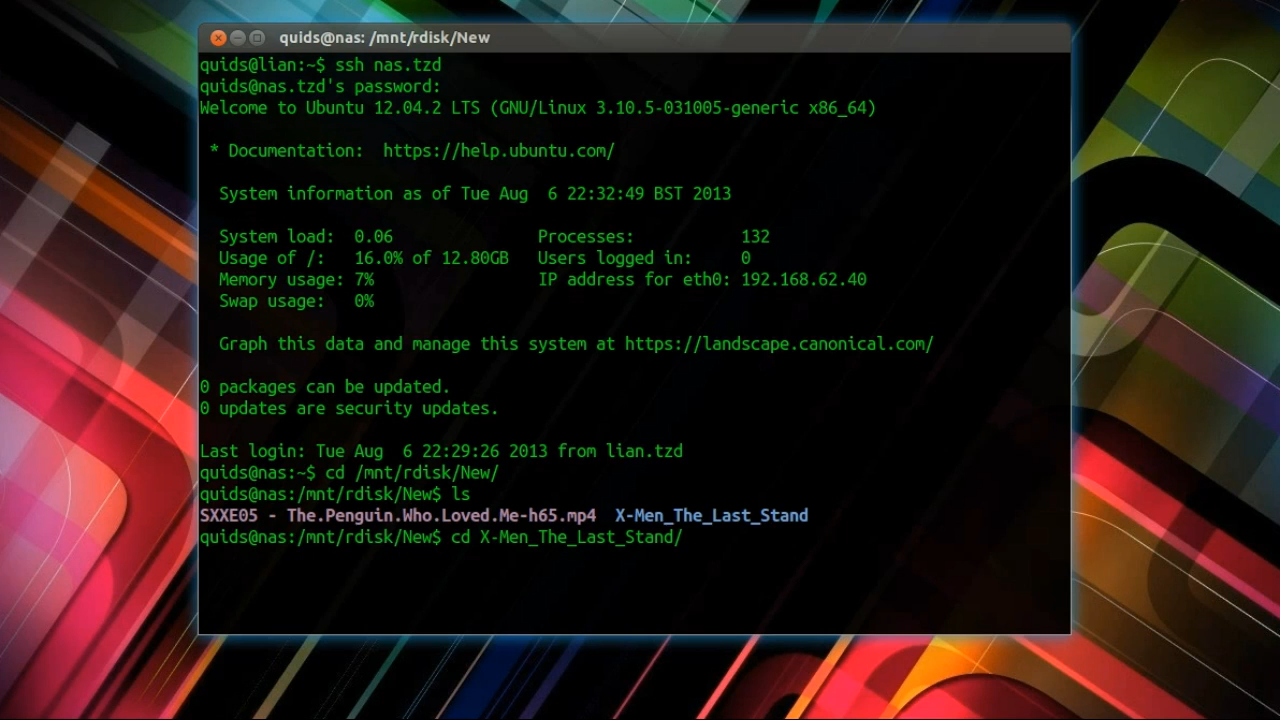 quids@nas: /mnt/rdisk/New
quids@lian:~$ ssh nas.tzd
quids@nas.tzd's password:
Welcome to Ubuntu 12.04.2 LTS (GNU/Linux 3.10.5-031005-generic x86_64)
* Documentation:  https://help.ubuntu.com/
System information as of Tue Aug  6 22:32:49 BST 2013
System load:  0.06               Processes:           132
Usage of /:   16.0% of 12.80GB   Users logged in:     0
Memory usage: 7%                 IP address for eth0: 192.168.62.40
Swap usage:   0%
Graph this data and manage this system at https://landscape.canonical.com/
0 packages can be updated.
0 updates are security updates.
Last login: Tue Aug  6 22:29:26 2013 from lian.tzd
quids@nas:~$ cd /mnt/rdisk/New/
quids@nas:/mnt/rdisk/New$ ls
SXXE05 - The.Penguin.Who.Loved.Me-h65.mp4  X-Men_The_Last_Stand
quids@nas:/mnt/rdisk/New$ cd X-Men_The_Last_Stand/